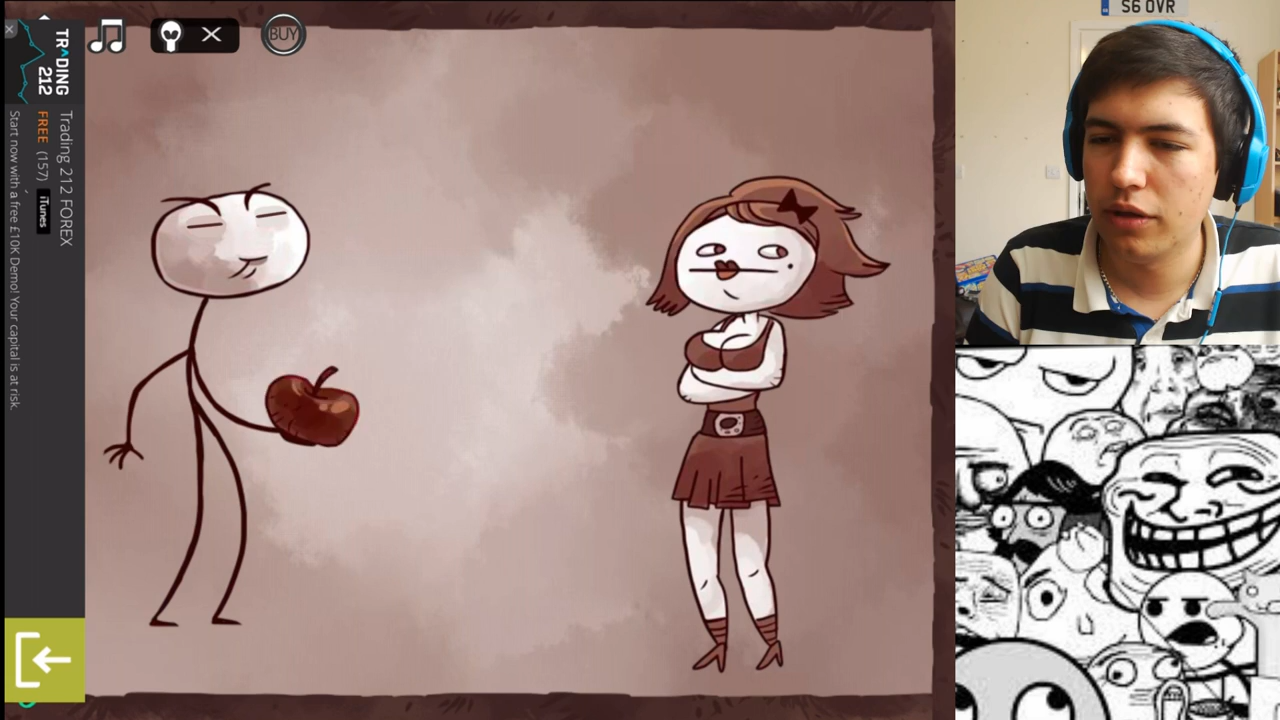 TRADING
212
Trading 212 FOREX
FREE (157) iTunes
Start now with a free £10K Demo! Your capital is at risk.
BUY
S6 OVR